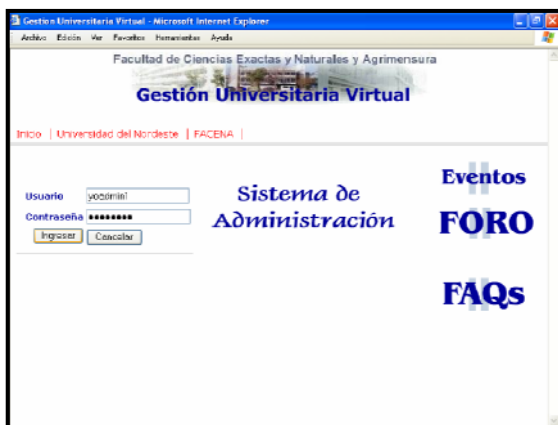 Gestion Universitaria Virtual - Microsoft Internet Explorer
Archivo Edición Ver Favoritos Herramientas Ayuda
Facultad de Ciencias Exactas y Naturales y Agrimensura
Gestión Universitaria Virtual
Inicio | Universidad del Nordeste | FACENA |
Eventos
Usuario yoadmin1
Sistema de
Contraseña ••••••••
Administración
FORO
Ingresar Cancelar
FAQs